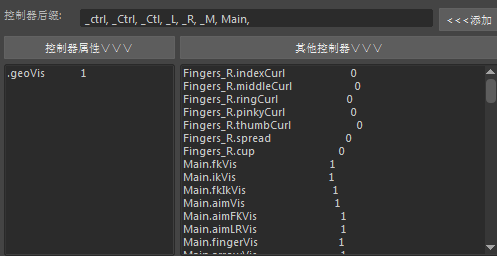 控制器后缀: _ctrl, _Ctrl, _Ctl, _L, _R, _M, Main, <<<添加
控制器属性∨∨∨ 其他控制器∨∨∨
.geoVis 1
Fingers_R.indexCurl 0
Fingers_R.middleCurl 0
Fingers_R.ringCurl 0
Fingers_R.pinkyCurl 0
Fingers_R.thumbCurl 0
Fingers_R.spread 0
Fingers_R.cup 0
Main.fkVis 1
Main.ikVis 1
Main.fkIkVis 1
Main.aimVis 1
Main.aimFKVis 1
Main.aimLRVis 1
Main.fingerVis 1
Main.arrowVis 1